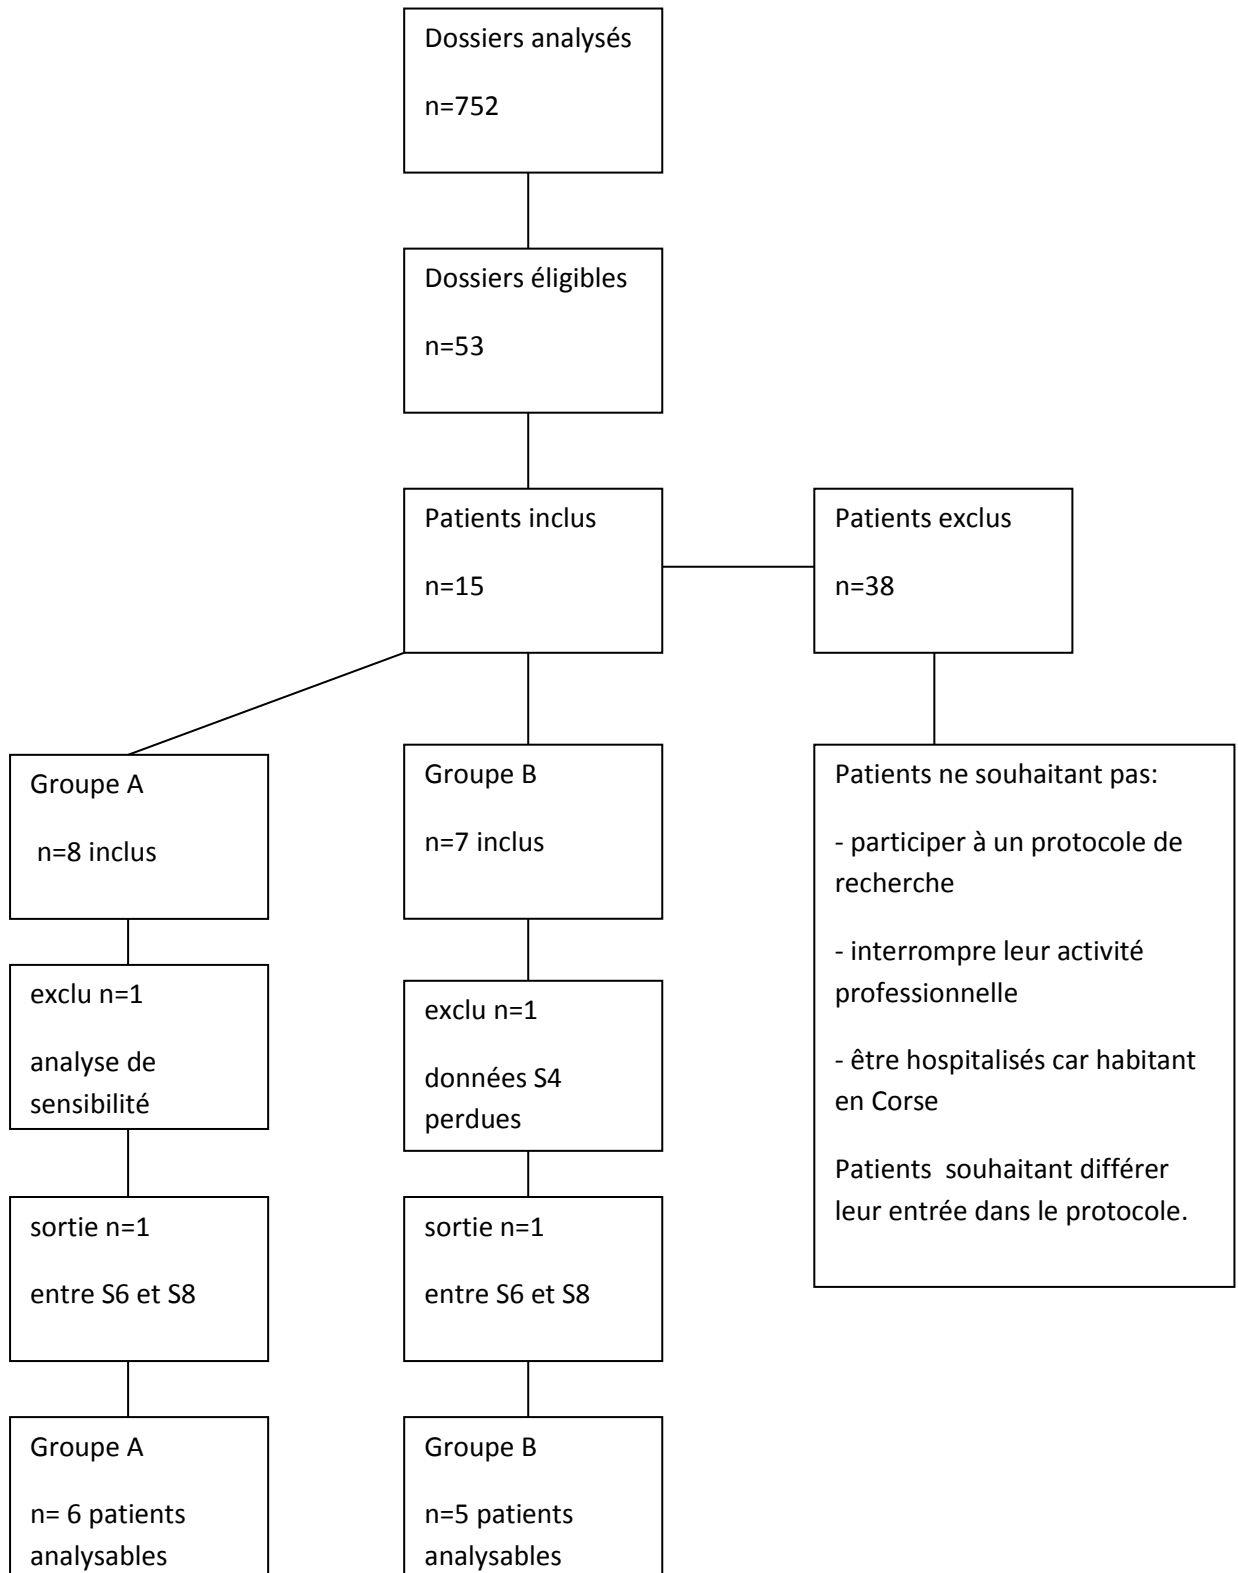 Dossiers analysés
n=752
Dossiers éligibles
n=53
Patients inclus
n=15
Patients exclus
n=38
Groupe A
n=8 inclus
Groupe B
n=7 inclus
Patients ne souhaitant pas:
- participer à un protocole de
recherche
- interrompre leur activité
professionnelle
- être hospitalisés car habitant
en Corse
Patients souhaitant différer
leur entrée dans le protocole.
exclu n=1
analyse de
sensibilité
exclu n=1
données S4
perdues
sortie n=1
entre S6 et S8
sortie n=1
entre S6 et S8
Groupe A
n= 6 patients
analysables
Groupe B
n=5 patients
analysables